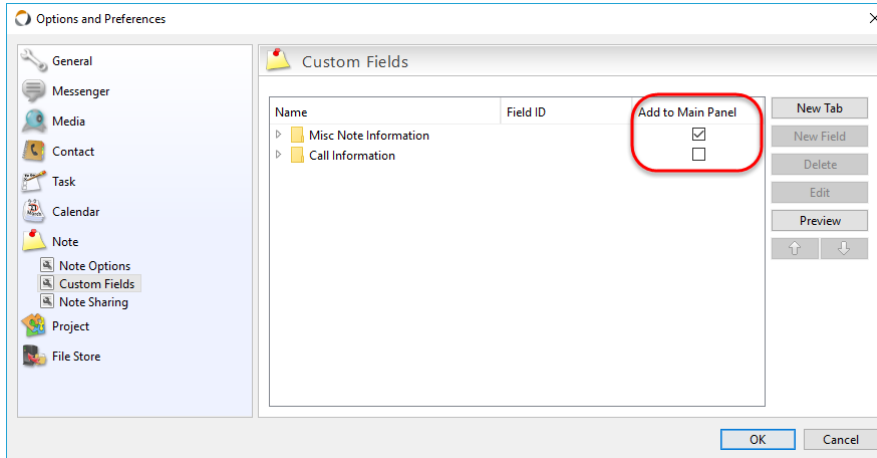 Options and Preferences
General
Messenger
Media
Contact
Task
Calendar
Note
Note Options
Custom Fields
Note Sharing
Project
File Store
Custom Fields
Name Field ID Add to Main Panel
Misc Note Information
Call Information
New Tab
New Field
Delete
Edit
Preview
OK Cancel